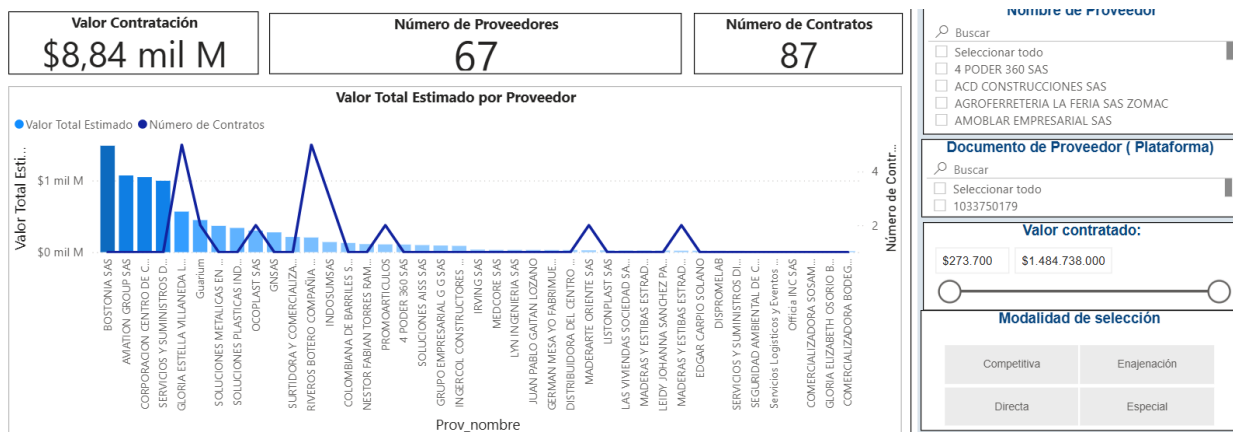 Valor Contratación
$8,84 mil M
Número de Proveedores
67
Número de Contratos
87
Valor Total Estimado por Proveedor
Valor Total Estimado
Número de Contratos
Valor Total Esti...
$1 mil M
$0 mil M
4
2
Número de Contr...
BOSTONIA SAS
AVIATION GROUP SAS
CORPORACION CENTRO DE C...
SERVICIOS Y SUMINISTROS D...
GLORIA ESTELLA VILLANEDA L...
Guarium
SOLUCIONES METALICAS EN ...
SOLUCIONES PLASTICAS IND...
OCOPLAST SAS
GNSAS
SURTIDORA Y COMERCIALIZA...
RIVEROS BOTERO COMPAÑIA ...
INDOSUMSAS
COLOMBIANA DE BARRILES S...
NESTOR FABIAN TORRES RAM...
PROMOARTICULOS
4 PODER 360 SAS
SOLUCIONES AISS SAS
GRUPO EMPRESARIAL G G SAS
INGERCOL CONSTRUCTORES ...
IRVING SAS
MEDCORE SAS
LYN INGENIERIA SAS
JUAN PABLO GAITAN LOZANO
GERMAN MESA YO FABRIMUE...
DISTRIBUIDORA DEL CENTRO ...
MADERARTE ORIENTE SAS
LISTONPLAST SAS
LAS VIVIENDAS SOCIEDAD SA...
MADERAS Y ESTIBAS ESTRAD...
LEIDY JOHANNA SANCHEZ PA...
MADERAS Y ESTIBAS ESTRAD...
EDGAR CARPIO SOLANO
DISPROMELAB
SERVICIOS Y SUMINISTROS DI...
SEGURIDAD AMBIENTAL DE C...
Servicios Logisticos y Eventos ...
Officia INC SAS
COMERCIALIZADORA SOSAM...
GLORIA ELIZABETH OSORIO B...
COMERCIALIZADORA BODEG...
Prov_nombre
Nombre de Proveedor
Buscar
Seleccionar todo
4 PODER 360 SAS
ACD CONSTRUCCIONES SAS
AGROFERRETERIA LA FERIA SAS ZOMAC
AMOBLAR EMPRESARIAL SAS
Documento de Proveedor ( Plataforma)
Buscar
Seleccionar todo
1033750179
Valor contratado:
$273.700
$1.484.738.000
Modalidad de selección
Competitiva
Enajenación
Directa
Especial